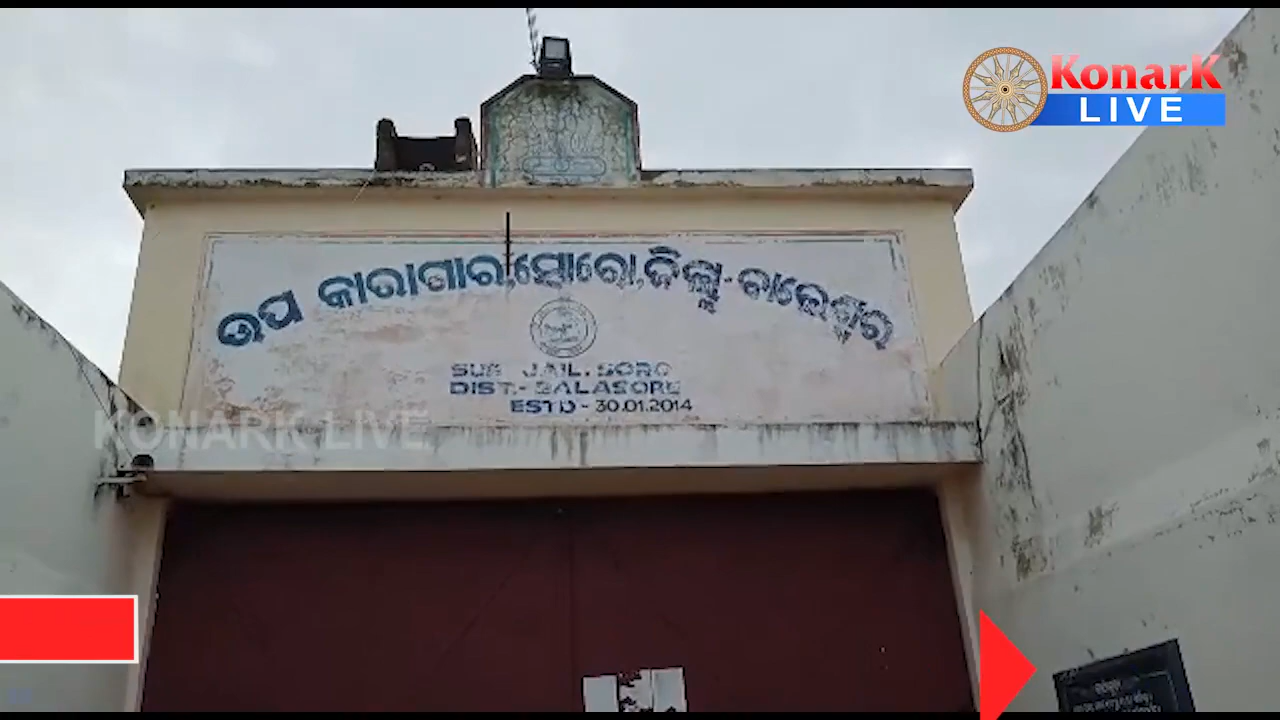 KonarK
LIVE
ଉପ କାରାଗାର,ସୋରୋ,ଜିଲ୍ଲା-ବାଲେଶ୍ୱର
SUB JAIL. SORO
DIST.- BALASORE
ESTD - 30.01.2014
KONARK LIVE